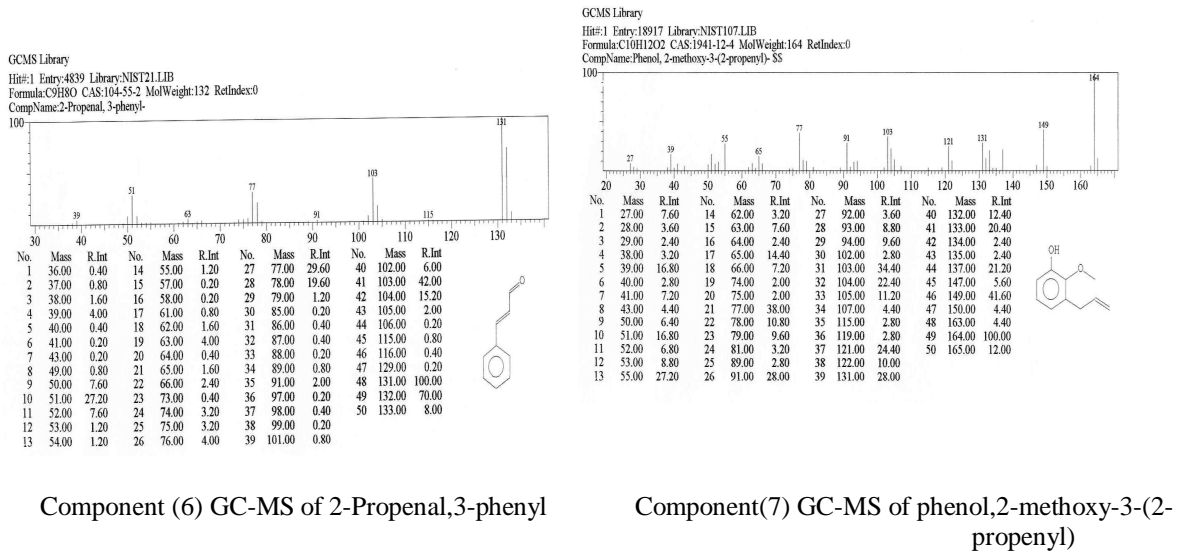 GCMS Library
Hit#:1 Entry:4839 Library:NIST21.LIB
Formula:C9H8O CAS:104-55-2 MolWeight:132 RetIndex:0
CompName:2-Propenal, 3-phenyl-
100
39 51 63 77 91 103 115 131
30 40 50 60 70 80 90 100 110 120 130
No. Mass R.Int No. Mass R.Int No. Mass R.Int No. Mass R.Int
1 36.00 0.40 14 55.00 1.20 27 77.00 29.60 40 102.00 6.00
2 37.00 0.80 15 57.00 0.20 28 78.00 19.60 41 103.00 42.00
3 38.00 1.60 16 58.00 0.20 29 79.00 1.20 42 104.00 15.20
4 39.00 4.00 17 61.00 0.80 30 85.00 0.20 43 105.00 2.00
5 40.00 0.40 18 62.00 1.60 31 86.00 0.40 44 106.00 0.20
6 41.00 0.20 19 63.00 4.00 32 87.00 0.40 45 115.00 0.80
7 43.00 0.20 20 64.00 0.40 33 88.00 0.20 46 116.00 0.40
8 49.00 0.80 21 65.00 1.60 34 89.00 0.80 47 129.00 0.20
9 50.00 7.60 22 66.00 2.40 35 91.00 2.00 48 131.00 100.00
10 51.00 27.20 23 73.00 0.40 36 97.00 0.20 49 132.00 70.00
11 52.00 7.60 24 74.00 3.20 37 98.00 0.40 50 133.00 8.00
12 53.00 1.20 25 75.00 3.20 38 99.00 0.20
13 54.00 1.20 26 76.00 4.00 39 101.00 0.80
O
Component (6) GC-MS of 2-Propenal,3-phenyl
GCMS Library
Hit#:1 Entry:18917 Library:NIST107.LIB
Formula:C10H12O2 CAS:1941-12-4 MolWeight:164 RetIndex:0
CompName:Phenol, 2-methoxy-3-(2-propenyl)- $$
100
27 39 55 65 77 91 103 121 131 149 164
20 30 40 50 60 70 80 90 100 110 120 130 140 150 160
No. Mass R.Int No. Mass R.Int No. Mass R.Int No. Mass R.Int
1 27.00 7.60 14 62.00 3.20 27 92.00 3.60 40 132.00 12.40
2 28.00 3.60 15 63.00 7.60 28 93.00 8.80 41 133.00 20.40
3 29.00 2.40 16 64.00 2.40 29 94.00 9.60 42 134.00 2.40
4 38.00 3.20 17 65.00 14.40 30 102.00 2.80 43 135.00 2.40
5 39.00 16.80 18 66.00 7.20 31 103.00 34.40 44 137.00 21.20
6 40.00 2.80 19 74.00 2.00 32 104.00 22.40 45 147.00 5.60
7 41.00 7.20 20 75.00 2.00 33 105.00 11.20 46 149.00 41.60
8 43.00 4.40 21 77.00 38.00 34 107.00 4.40 47 150.00 4.40
9 50.00 6.40 22 78.00 10.80 35 115.00 2.80 48 163.00 4.40
10 51.00 16.80 23 79.00 9.60 36 119.00 2.80 49 164.00 100.00
11 52.00 6.80 24 81.00 3.20 37 121.00 24.40 50 165.00 12.00
12 53.00 8.80 25 89.00 2.80 38 122.00 10.00
13 55.00 27.20 26 91.00 28.00 39 131.00 28.00
OH
O
Component(7) GC-MS of phenol,2-methoxy-3-(2-
propenyl)